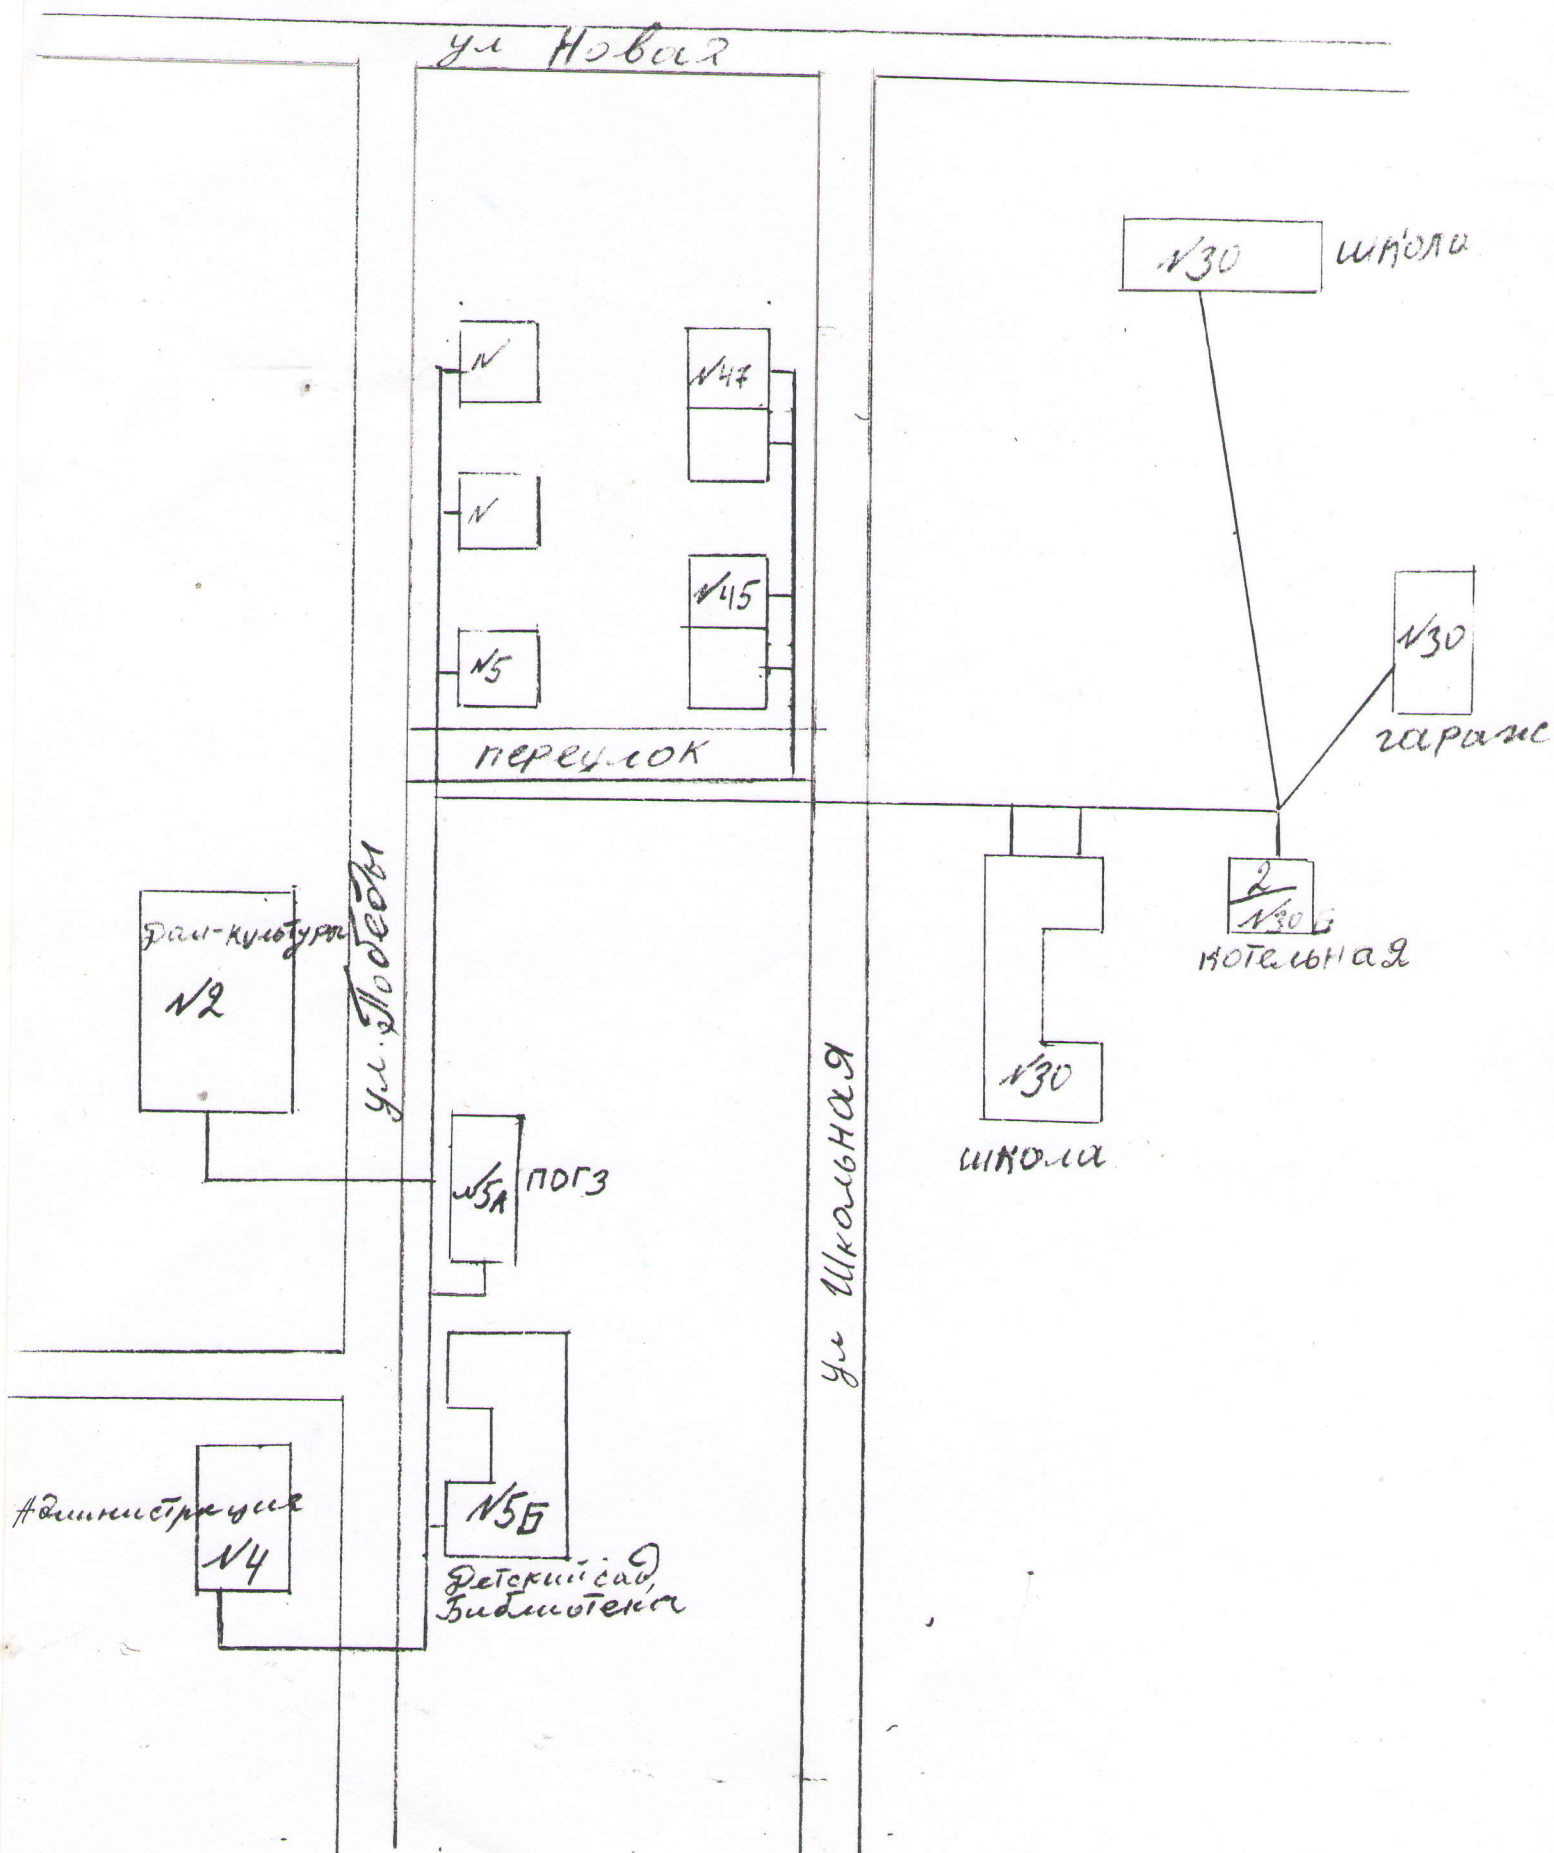 ул Новая
N30 школа
N
N47
N
N45
N30
N5
гараж
переулок
ул. Победы
2
N30 Б
котельная
Дом-культуры
N2
N30
школа
ул Школьная
N5А ПОГЗ
Администрация
N4
N5Б
Детский сад,
Библиотека